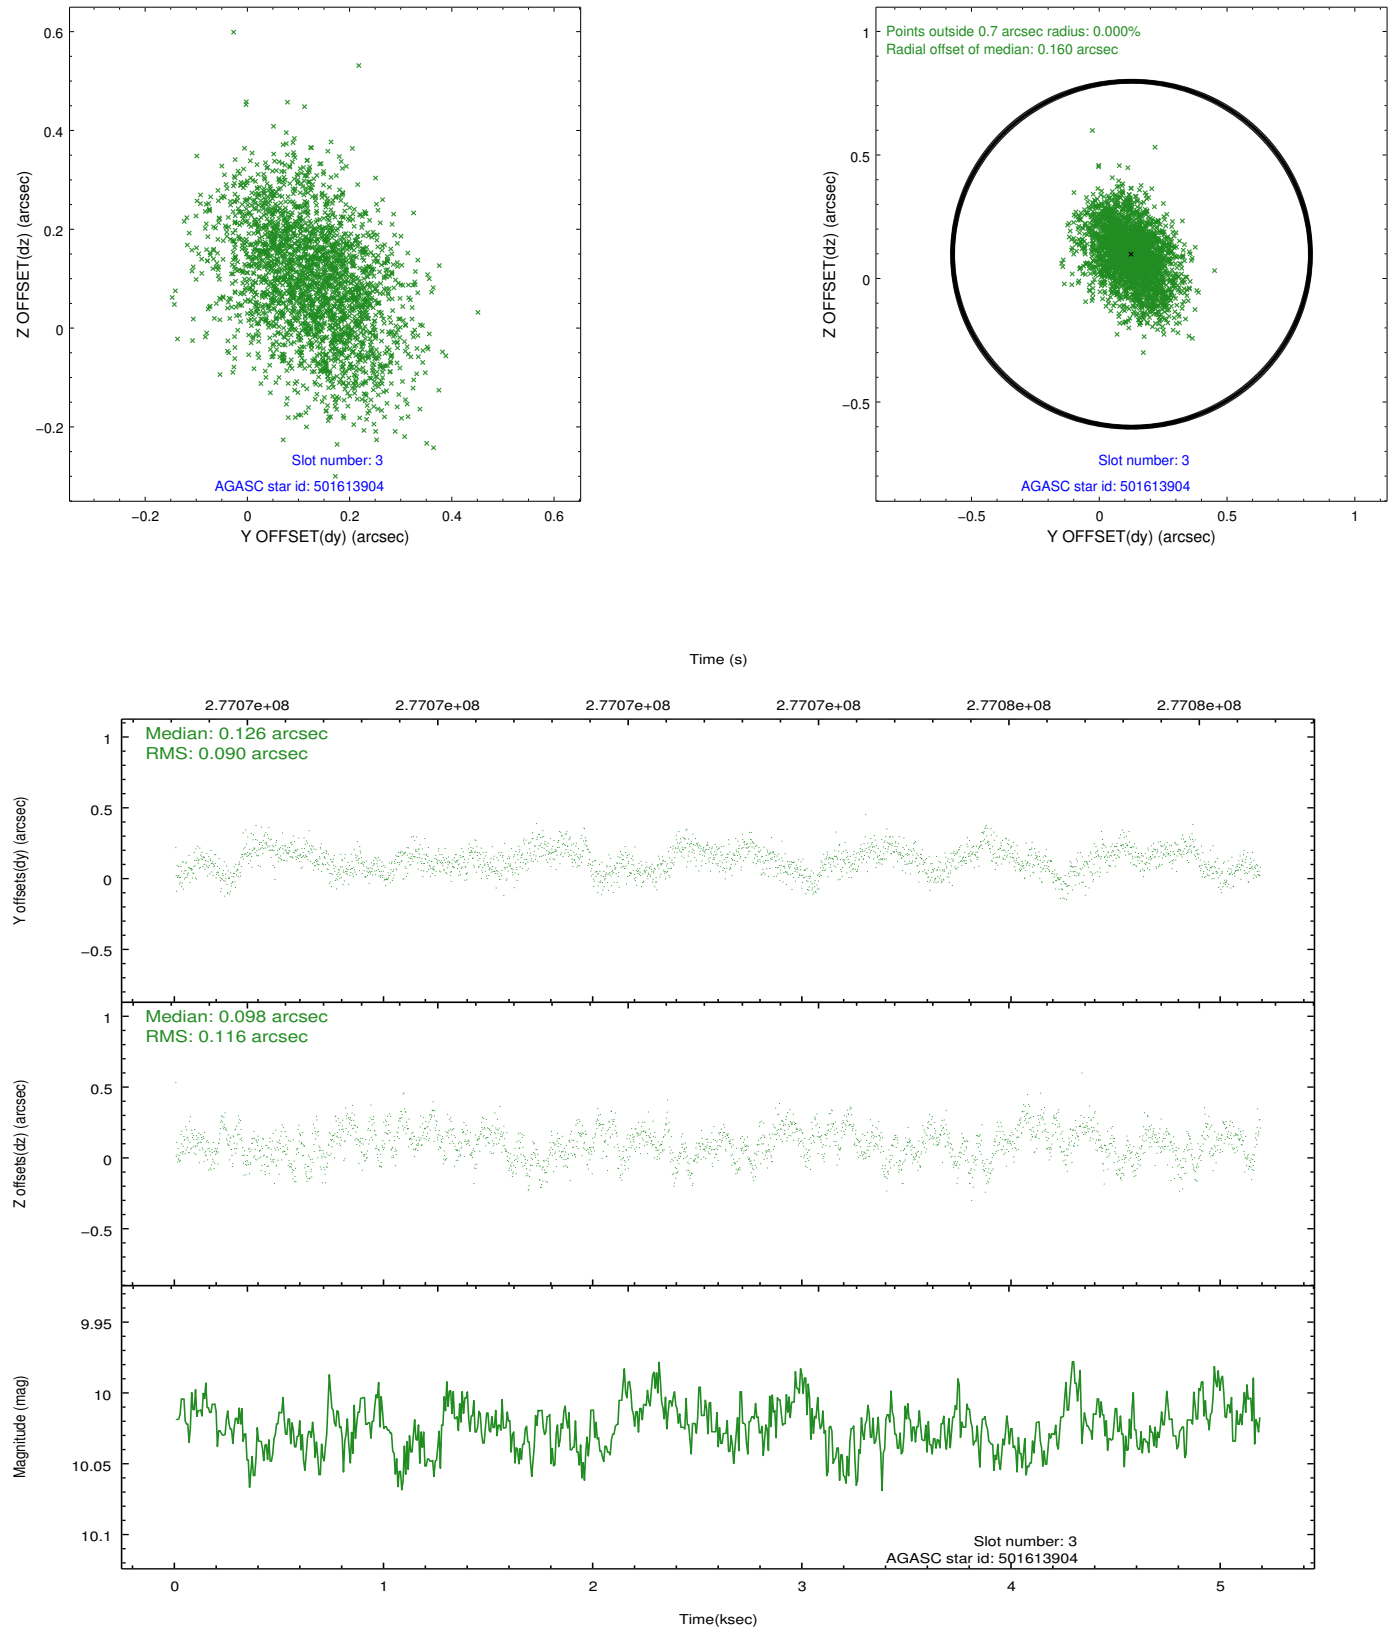 0.6
0.4
0.2
0
−0.2
Z OFFSET(dz) (arcsec)
Slot number: 3
AGASC star id: 501613904
−0.2 0 0.2 0.4 0.6
Y OFFSET(dy) (arcsec)
Points outside 0.7 arcsec radius: 0.000%
Radial offset of median: 0.160 arcsec
1
0.5
0
−0.5
Z OFFSET(dz) (arcsec)
Slot number: 3
AGASC star id: 501613904
−0.5 0 0.5 1
Y OFFSET(dy) (arcsec)
Time (s)
2.7707e+08 2.7707e+08 2.7707e+08 2.7707e+08 2.7708e+08 2.7708e+08
Median: 0.126 arcsec
RMS: 0.090 arcsec
1
0.5
0
−0.5
Y offsets(dy) (arcsec)
Median: 0.098 arcsec
RMS: 0.116 arcsec
1
0.5
0
−0.5
Z offsets(dz) (arcsec)
9.95
10
10.05
10.1
Magnitude (mag)
Slot number: 3
AGASC star id: 501613904
0 1 2 3 4 5
Time(ksec)